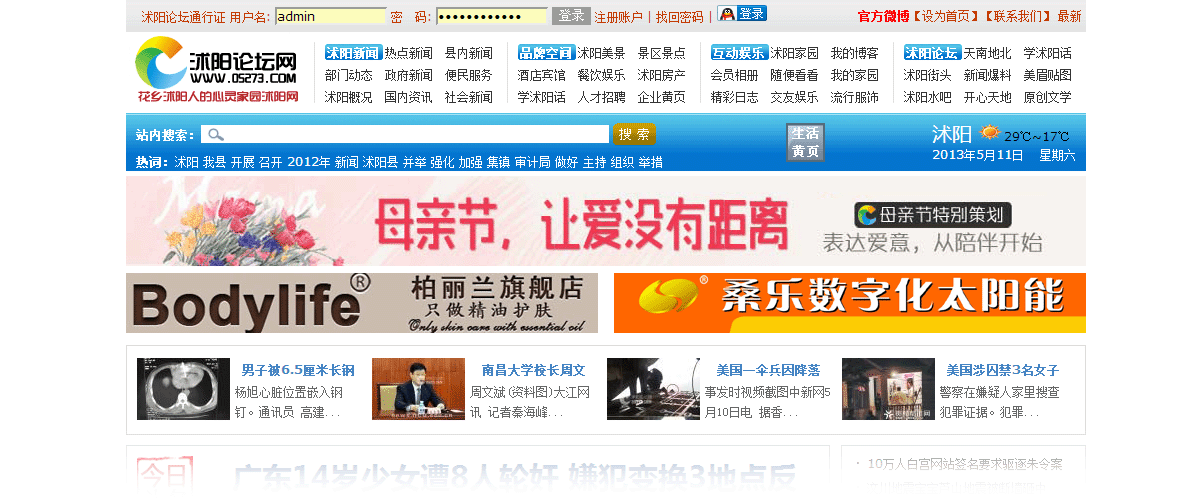 沭阳论坛通行证 用户名: admin 密 码: •••••••••••• 登录 注册账户 | 找回密码 | 登录 官方微博【设为首页】【联系我们】最新
沭阳论坛网
WWW.05273.COM
花乡沭阳人的心灵家园沭阳网
沭阳新闻 热点新闻 县内新闻 品牌空间 沭阳美景 景区景点 互动娱乐 沭阳家园 我的博客 沭阳论坛 天南地北 学沭阳话
部门动态 政府新闻 便民服务 酒店宾馆 餐饮娱乐 沭阳房产 会员相册 随便看看 我的家园 沭阳街头 新闻爆料 美眉贴图
沭阳概况 国内资讯 社会新闻 学沭阳话 人才招聘 企业黄页 精彩日志 交友娱乐 流行服饰 沭阳水吧 开心天地 原创文学
站内搜索: 搜 索 生活 沭阳 29℃~17℃
热词: 沭阳 我县 开展 召开 2012年 新闻 沭阳县 并举 强化 加强 集镇 审计局 做好 主持 组织 举措 黄页 2013年5月11日 星期六
母亲节，让爱没有距离
母亲节特别策划
表达爱意，从陪伴开始
Bodylife®
柏丽兰旗舰店
只做精油护肤
Only skin care with essential oil
® 桑乐数字化太阳能
男子被6.5厘米长钢
杨旭心脏位置嵌入钢
钉。通讯员 高建...
南昌大学校长周文
周文斌(资料图)大江网
讯 记者秦海峰...
美国一伞兵因降落
事发时视频截图中新网5
月10日电 据香...
美国涉囚禁3名女子
警察在嫌疑人家里搜查
犯罪证据。犯罪...
今日
广东14岁少女遭8人轮奸 嫌犯变换3地点反
· 10万人白宫网站签名要求驱逐朱令案